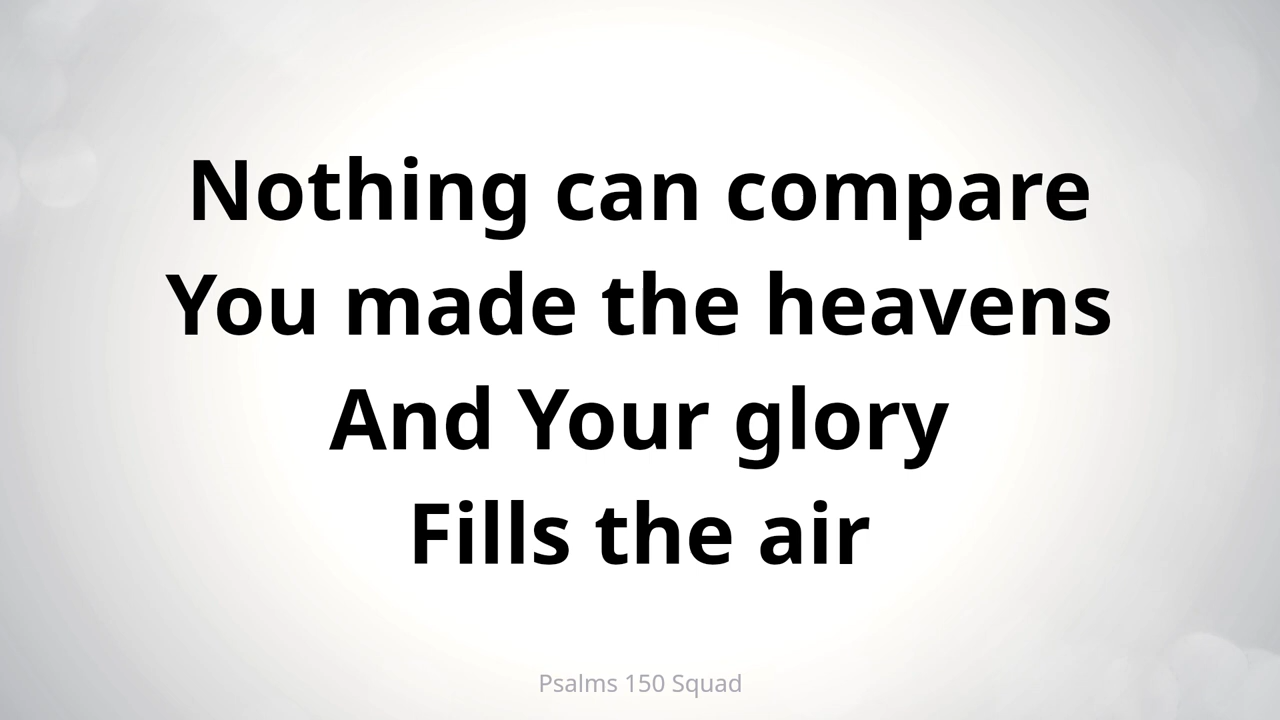 Nothing can compare
You made the heavens
And Your glory
Fills the air
Psalms 150 Squad